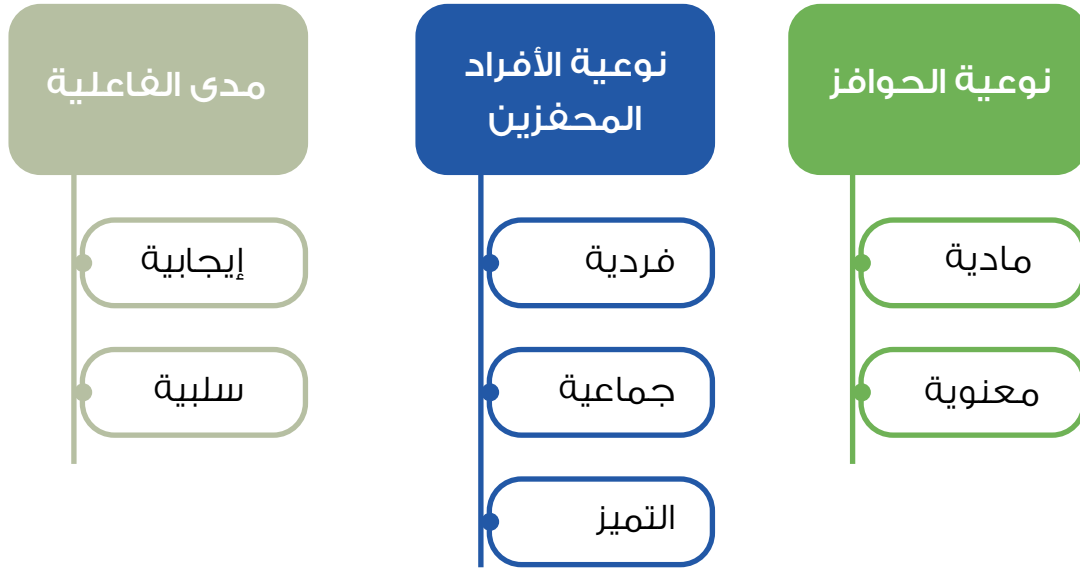 نوعية الحوافز
مادية
معنوية
نوعية الأفراد
المحفزين
فردية
جماعية
التميز
مدى الفاعلية
إيجابية
سلبية